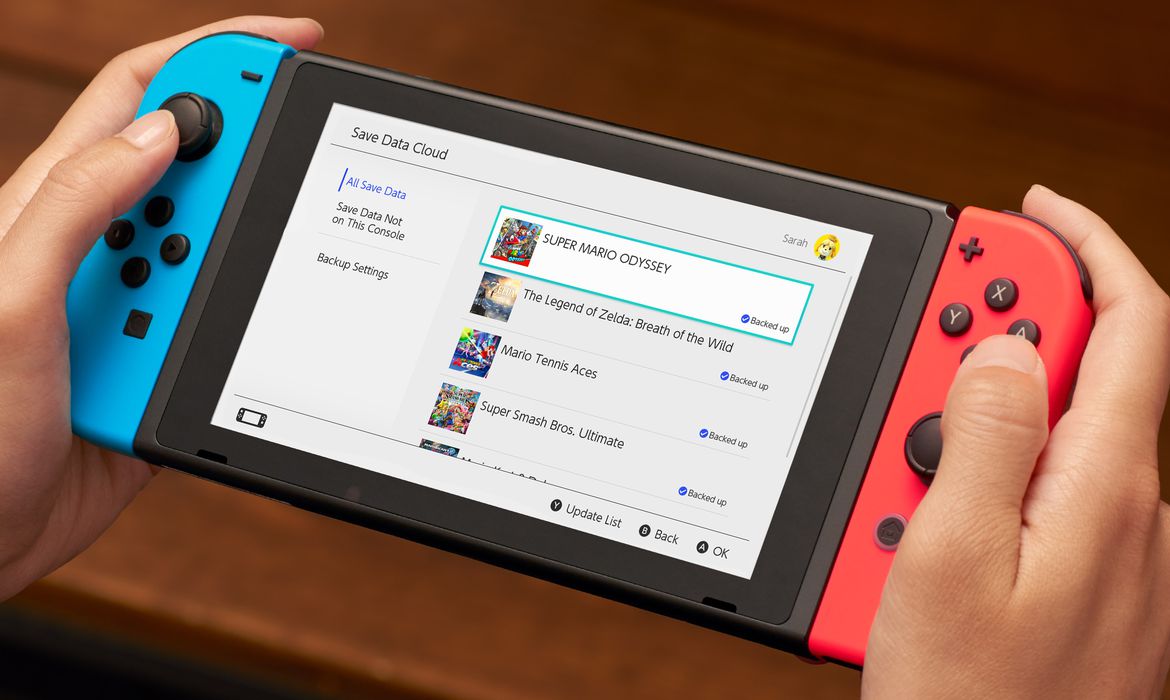 Save Data Cloud
Sarah
All Save Data
Save Data Not
on This Console
Backup Settings
SUPER MARIO ODYSSEY
Backed up
The Legend of Zelda: Breath of the Wild
Backed up
Mario Tennis Aces
Backed up
Super Smash Bros. Ultimate
Backed up
Y Update List
B Back
A OK
X
Y
A